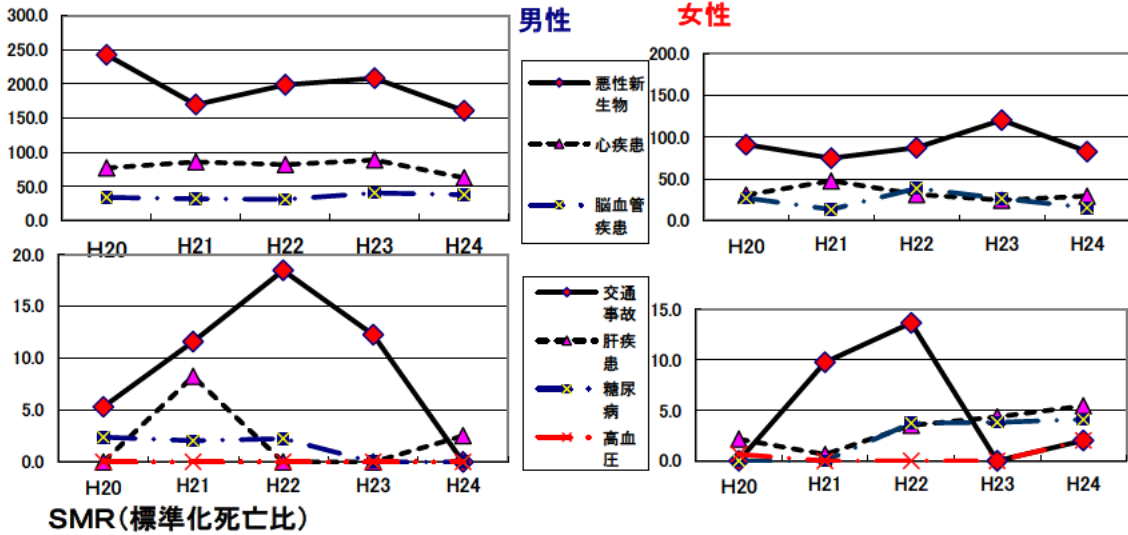 男性
女性
300.0
250.0
200.0
150.0
100.0
50.0
0.0
H20
H21
H22
H23
H24
悪性新
生物
心疾患
脳血管
疾患
200.0
150.0
100.0
50.0
0.0
H20
H21
H22
H23
H24
20.0
15.0
10.0
5.0
0.0
H20
H21
H22
H23
H24
交通
事故
肝疾
患
糖尿
病
高血
圧
15.0
10.0
5.0
0.0
H20
H21
H22
H23
H24
SMR(標準化死亡比)